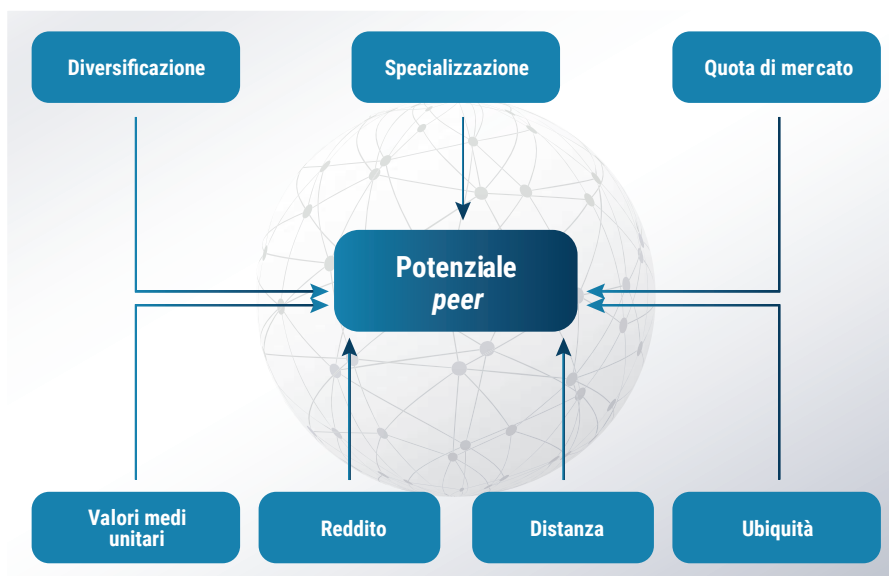 Diversificazione
Specializzazione
Quota di mercato
Potenziale
peer
Valori medi
unitari
Reddito
Distanza
Ubiquità